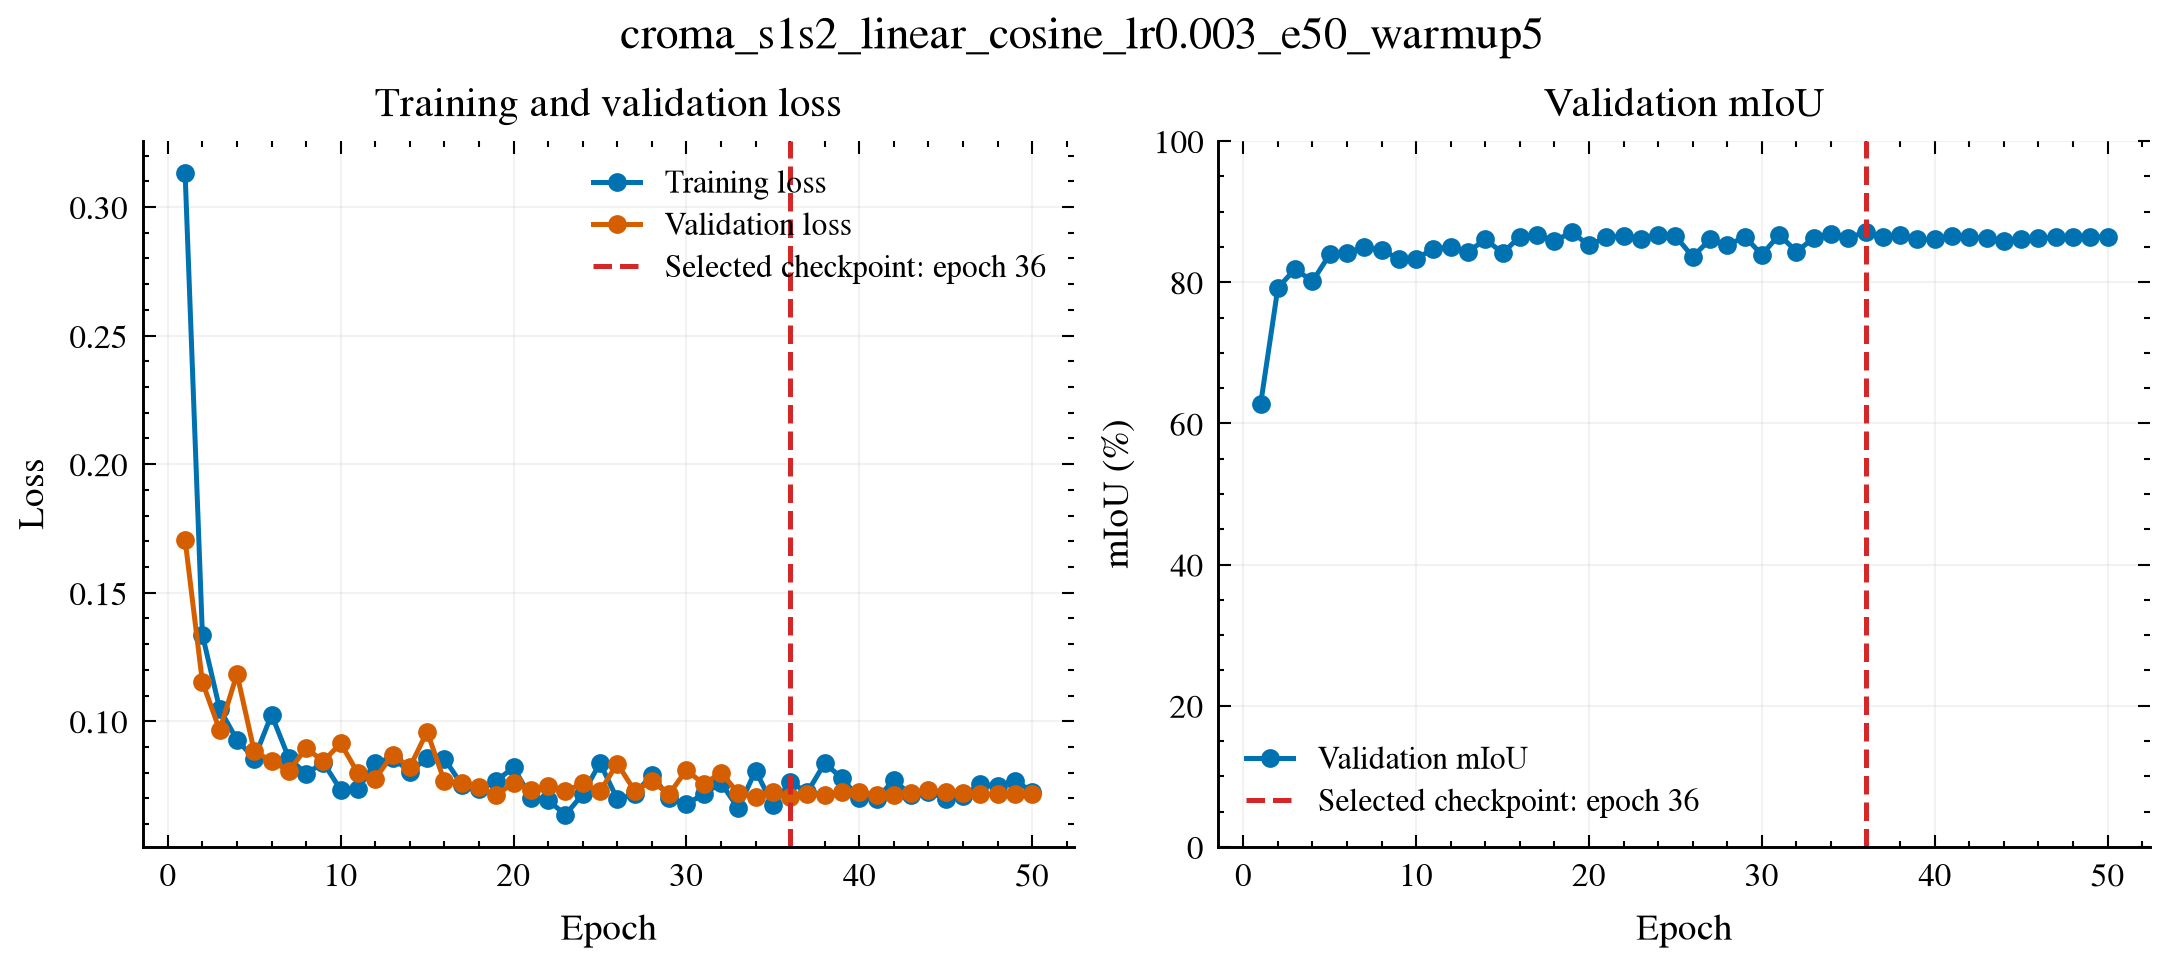 croma_s1s2_linear_cosine_lr0.003_e50_warmup5
Training and validation loss
Training loss
Validation loss
Selected checkpoint: epoch 36
0.30
0.25
0.20
0.15
0.10
Loss
0 10 20 30 40 50
Epoch
Validation mIoU
100
80
60
40
20
0
mIoU (%)
Validation mIoU
Selected checkpoint: epoch 36
0 10 20 30 40 50
Epoch